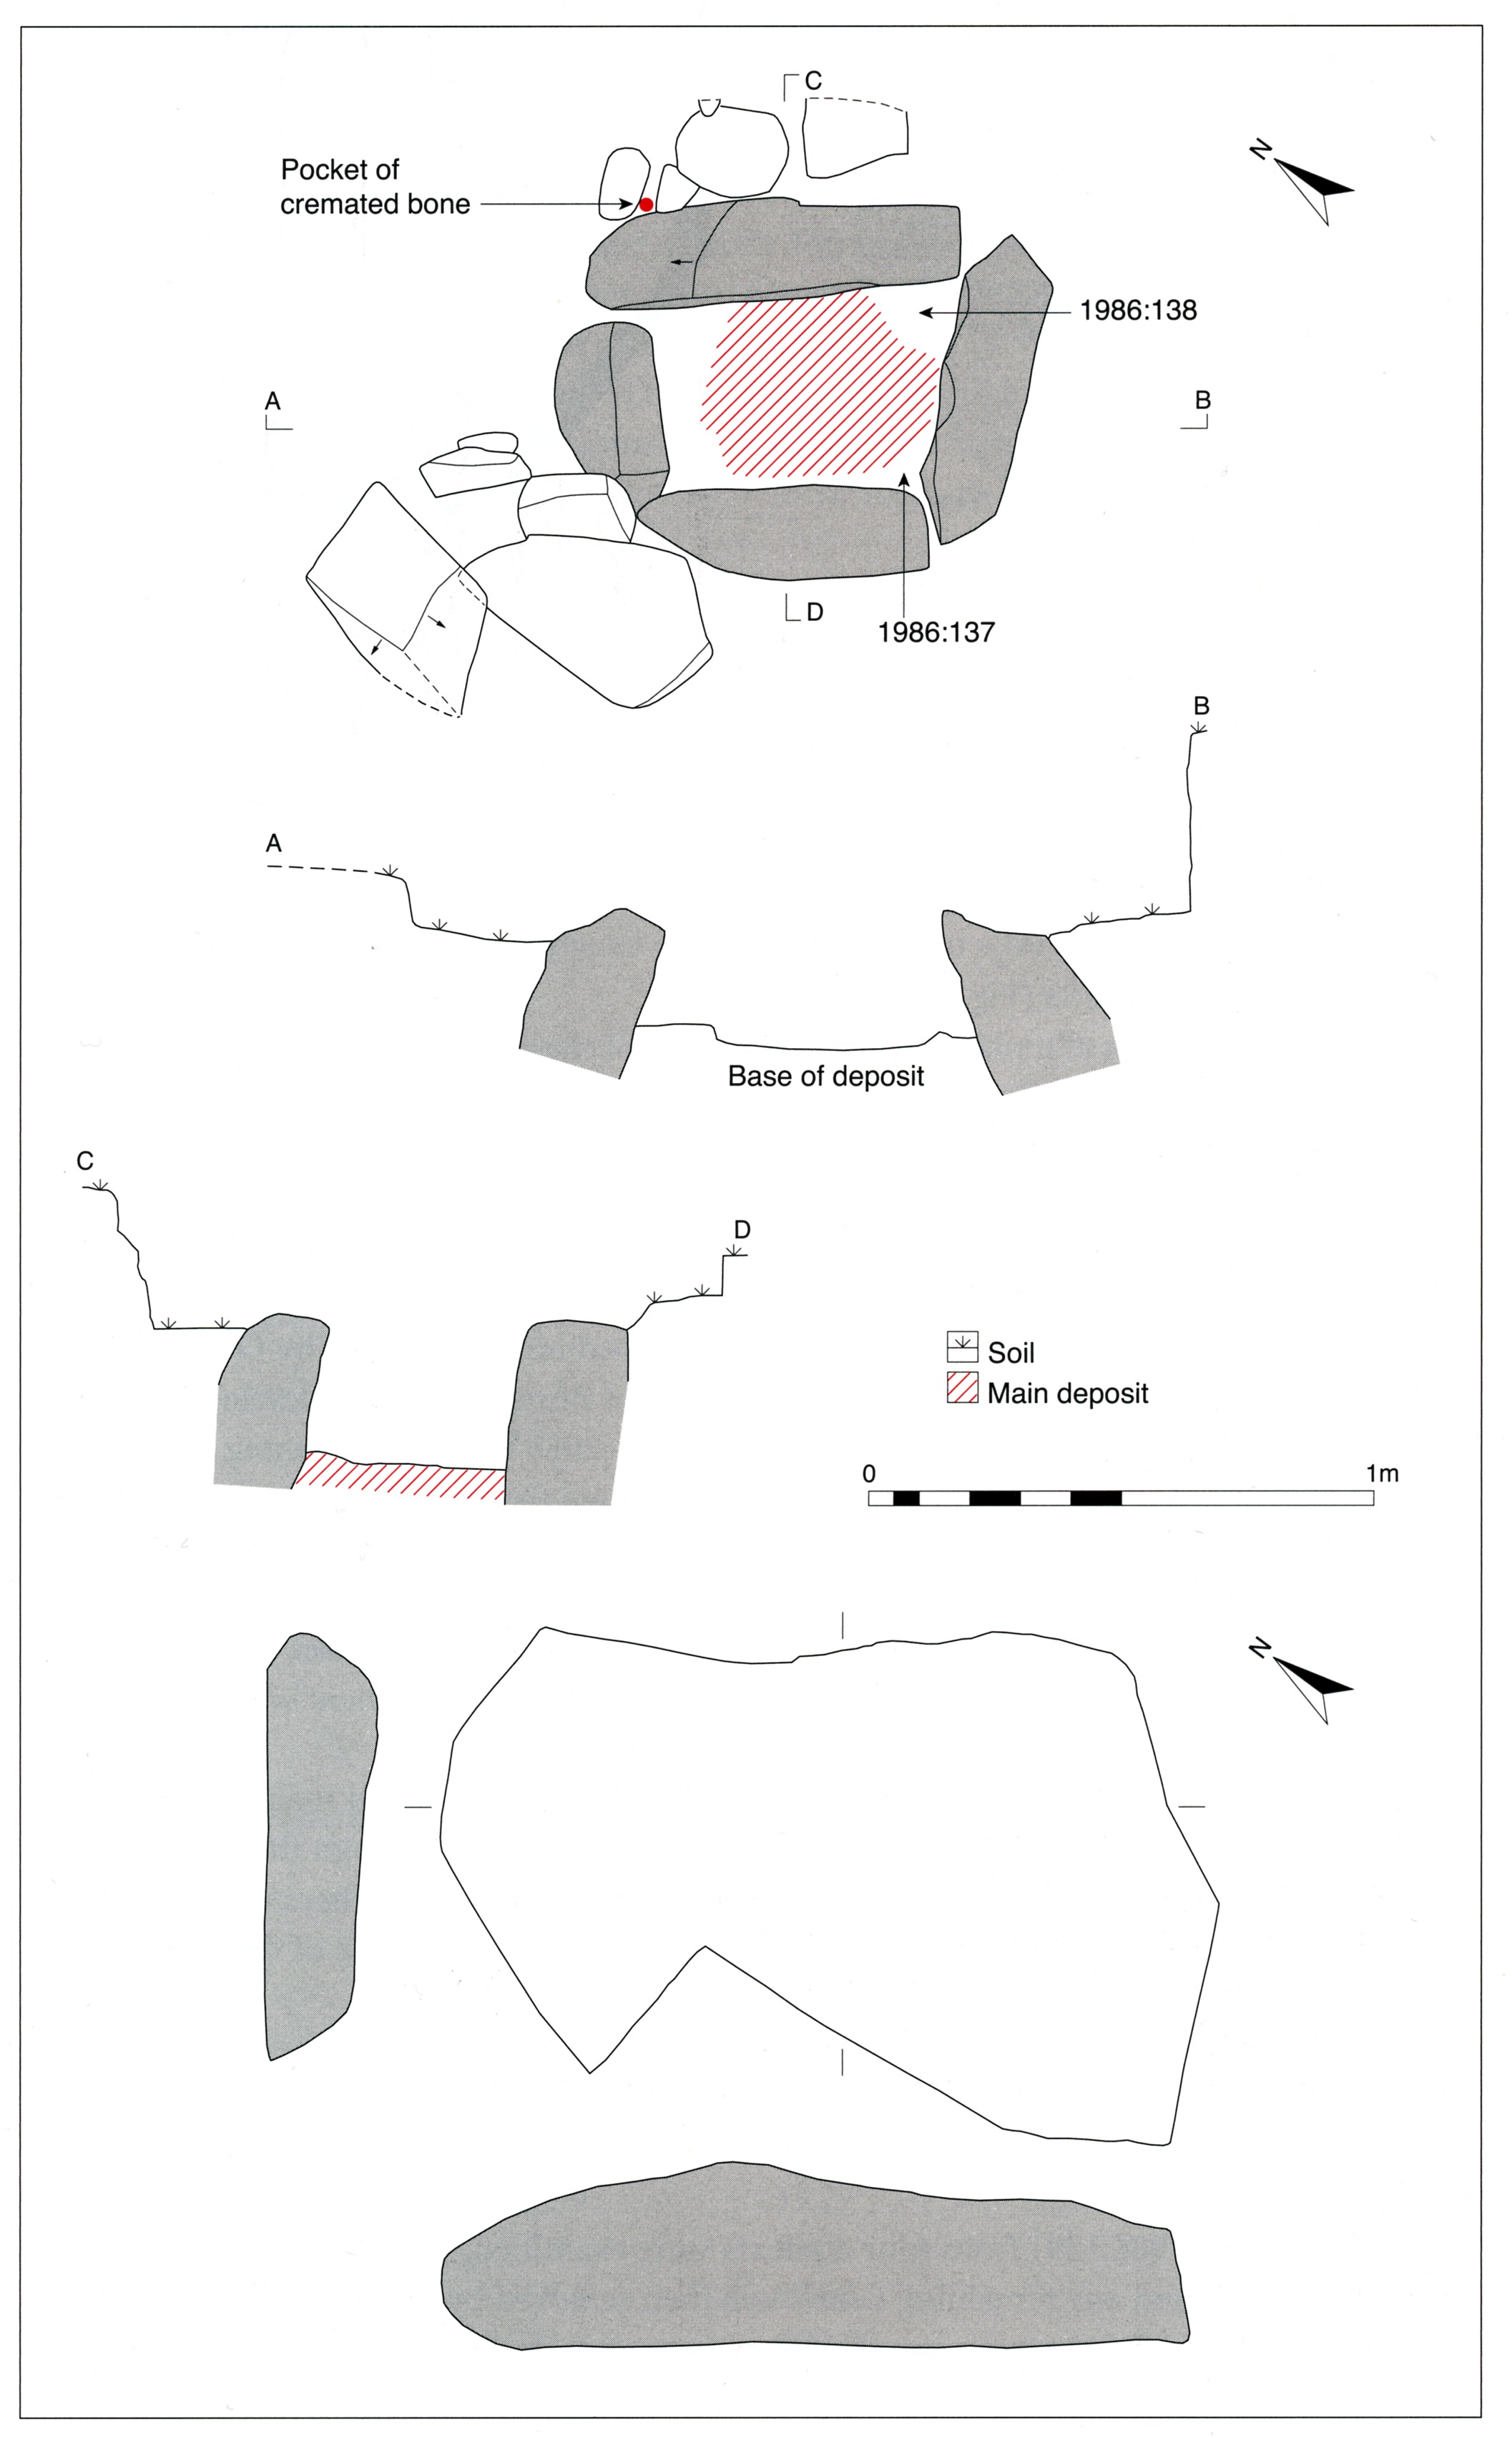 C
N
Pocket of
cremated bone
1986:138
A
B
D
1986:137
B
A
Base of deposit
C
D
Soil
Main deposit
0 1m
N